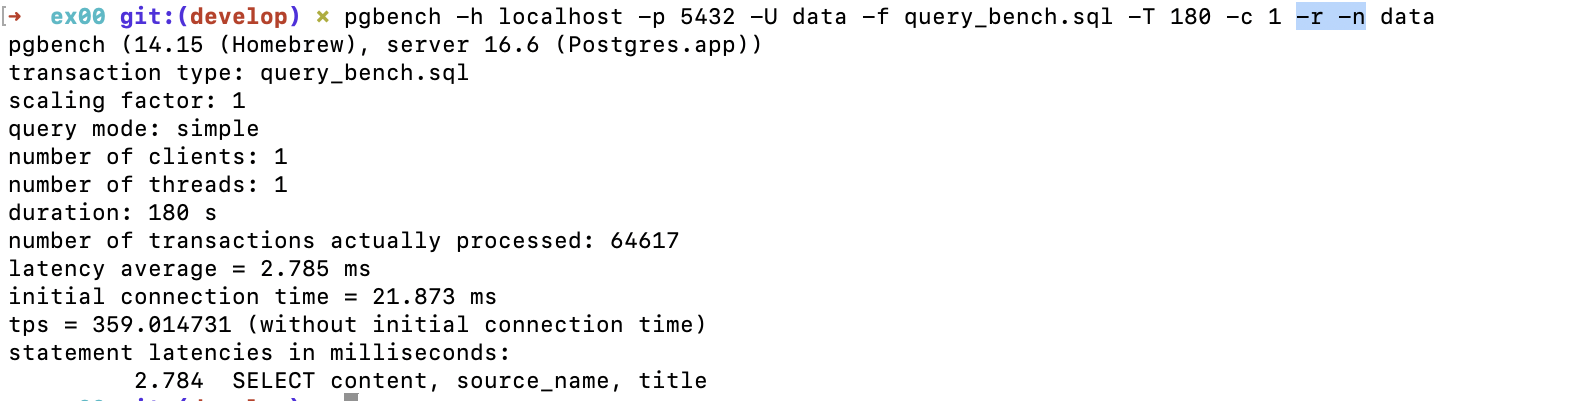 [➜  ex00 git:(develop) ✗ pgbench -h localhost -p 5432 -U data -f query_bench.sql -T 180 -c 1 -r -n data
pgbench (14.15 (Homebrew), server 16.6 (Postgres.app))
transaction type: query_bench.sql
scaling factor: 1
query mode: simple
number of clients: 1
number of threads: 1
duration: 180 s
number of transactions actually processed: 64617
latency average = 2.785 ms
initial connection time = 21.873 ms
tps = 359.014731 (without initial connection time)
statement latencies in milliseconds:
         2.784  SELECT content, source_name, title